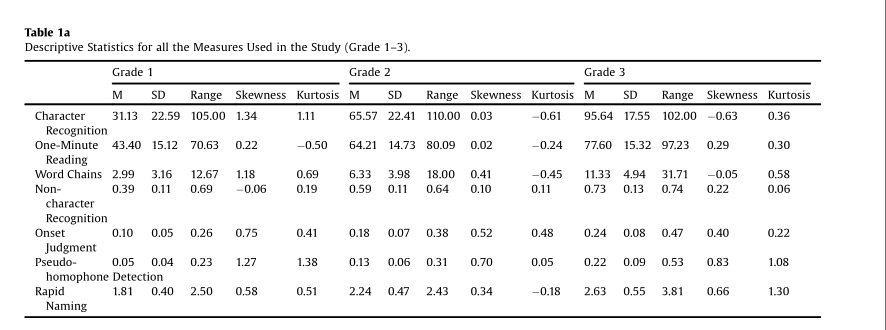 Table 1a
Descriptive Statistics for all the Measures Used in the Study (Grade 1–3).
Grade 1 Grade 2 Grade 3
M SD Range Skewness Kurtosis M SD Range Skewness Kurtosis M SD Range Skewness Kurtosis
Character 31.13 22.59 105.00 1.34 1.11 65.57 22.41 110.00 0.03 −0.61 95.64 17.55 102.00 −0.63 0.36
Recognition
One-Minute 43.40 15.12 70.63 0.22 −0.50 64.21 14.73 80.09 0.02 −0.24 77.60 15.32 97.23 0.29 0.30
Reading
Word Chains 2.99 3.16 12.67 1.18 0.69 6.33 3.98 18.00 0.41 −0.45 11.33 4.94 31.71 −0.05 0.58
Non- 0.39 0.11 0.69 −0.06 0.19 0.59 0.11 0.64 0.10 0.11 0.73 0.13 0.74 0.22 0.06
character
Recognition
Onset 0.10 0.05 0.26 0.75 0.41 0.18 0.07 0.38 0.52 0.48 0.24 0.08 0.47 0.40 0.22
Judgment
Pseudo- 0.05 0.04 0.23 1.27 1.38 0.13 0.06 0.31 0.70 0.05 0.22 0.09 0.53 0.83 1.08
homophone Detection
Rapid 1.81 0.40 2.50 0.58 0.51 2.24 0.47 2.43 0.34 −0.18 2.63 0.55 3.81 0.66 1.30
Naming